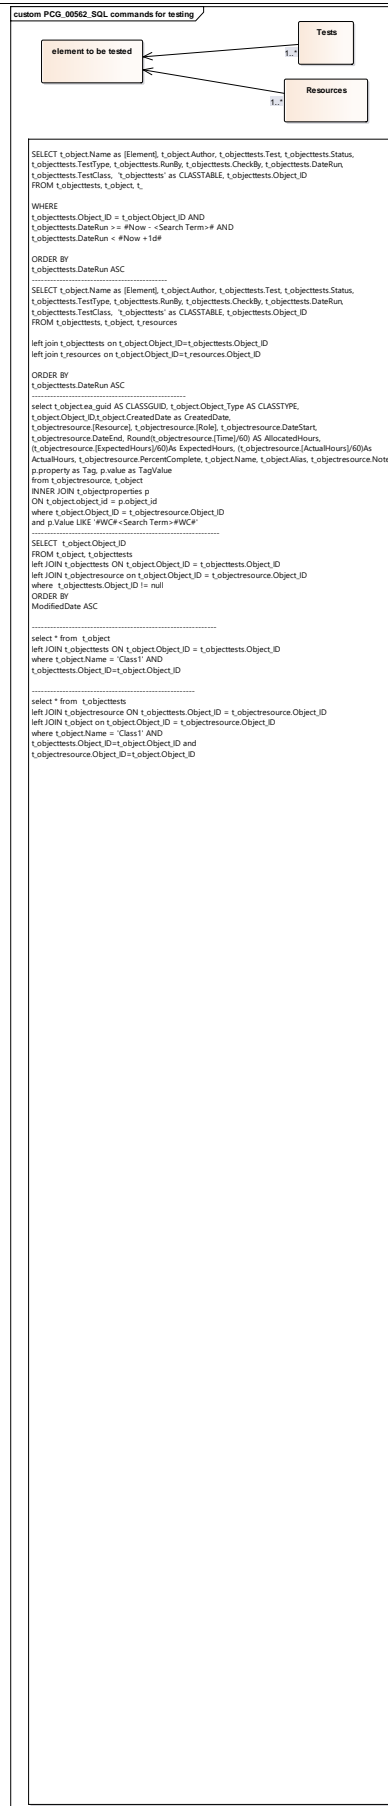 custom PCG_00562_SQL commands for testing
Tests
element to be tested
1..*
Resources
1..*
SELECT t_object.Name as [Element], t_object.Author, t_objecttests.Test, t_objecttests.Status,
t_objecttests.TestType, t_objecttests.RunBy, t_objecttests.CheckBy, t_objecttests.DateRun,
t_objecttests.TestClass,  't_objecttests' as CLASSTABLE, t_objecttests.Object_ID
FROM t_objecttests, t_object, t_
WHERE
t_objecttests.Object_ID = t_object.Object_ID AND
t_objecttests.DateRun >= #Now - <Search Term># AND
t_objecttests.DateRun < #Now +1d#
ORDER BY
t_objecttests.DateRun ASC
--------------------------------------------
SELECT t_object.Name as [Element], t_object.Author, t_objecttests.Test, t_objecttests.Status,
t_objecttests.TestType, t_objecttests.RunBy, t_objecttests.CheckBy, t_objecttests.DateRun,
t_objecttests.TestClass,  't_objecttests' as CLASSTABLE, t_objecttests.Object_ID
FROM t_objecttests, t_object, t_resources
left join t_objecttests on t_object.Object_ID=t_objecttests.Object_ID
left join t_resources on t_object.Object_ID=t_resources.Object_ID
ORDER BY
t_objecttests.DateRun ASC
--------------------------------------------------
select t_object.ea_guid AS CLASSGUID, t_object.Object_Type AS CLASSTYPE,
t_object.Object_ID,t_object.CreatedDate as CreatedDate,
t_objectresource.[Resource], t_objectresource.[Role], t_objectresource.DateStart,
t_objectresource.DateEnd, Round(t_objectresource.[Time]/60) AS AllocatedHours,
(t_objectresource.[ExpectedHours]/60)As ExpectedHours, (t_objectresource.[ActualHours]/60)As
ActualHours, t_objectresource.PercentComplete, t_object.Name, t_object.Alias, t_objectresource.Note
p.property as Tag, p.value as TagValue
from t_objectresource, t_object
INNER JOIN t_objectproperties p
ON t_object.object_id = p.object_id
where t_object.Object_ID = t_objectresource.Object_ID
and p.Value LIKE '#WC#<Search Term>#WC#'
-------------------------------------------------------------
SELECT  t_object.Object_ID
FROM t_object, t_objecttests
left JOIN t_objecttests ON t_object.Object_ID = t_objecttests.Object_ID
left JOIN t_objectresource on t_object.Object_ID = t_objectresource.Object_ID
where  t_objecttests.Object_ID != null
ORDER BY
ModifiedDate ASC
------------------------------------------------------------
select * from  t_object
left JOIN t_objecttests ON t_object.Object_ID = t_objecttests.Object_ID
where t_object.Name = 'Class1' AND
t_objecttests.Object_ID=t_object.Object_ID
-----------------------------------------------------
select * from  t_objecttests
left JOIN t_objectresource ON t_objecttests.Object_ID = t_objectresource.Object_ID
left JOIN t_object on t_object.Object_ID = t_objectresource.Object_ID
where t_object.Name = 'Class1' AND
t_objecttests.Object_ID=t_object.Object_ID and
t_objectresource.Object_ID=t_object.Object_ID